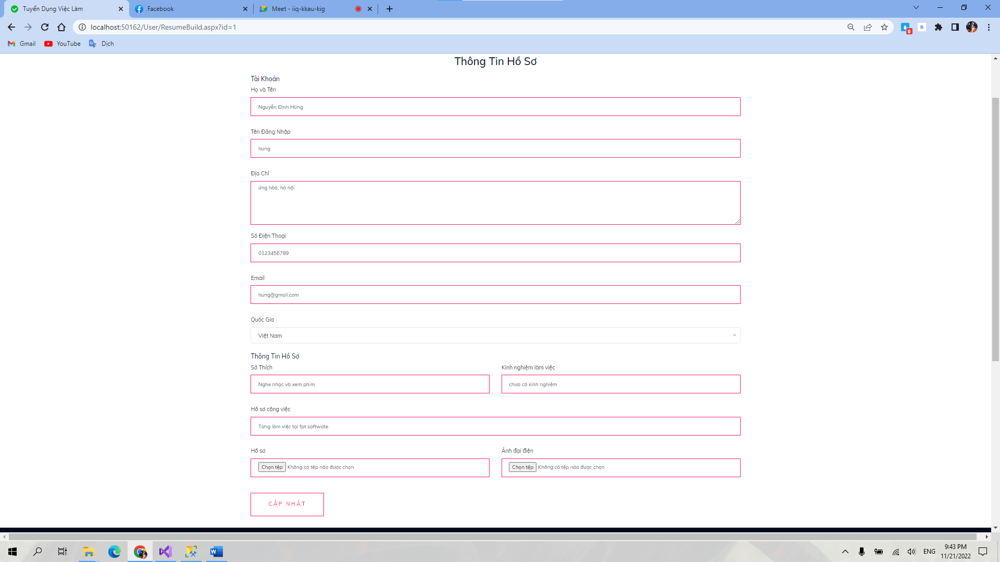 Tuyển Dụng Việc Làm
Facebook
Meet - iiq-kkau-kig
localhost:50162/User/ResumeBuild.aspx?id=1
0
B
Gmail
YouTube
Dịch
Thông Tin Hồ Sơ
Tài Khoản
Họ và Tên
Nguyễn Đình Hùng
Tên Đăng Nhập
hung
Địa Chỉ
ứng hòa, hà nội
Số Điện Thoại
0123456789
Email
hung@gmail.com
Quốc Gia
Việt Nam
Thông Tin Hồ Sơ
Sở Thích
Kinh nghiệm làm việc
Nghe nhạc và xem phim
chưa có kinh nghiệm
Hồ sơ công việc
Từng làm việc tại fpt softwate
Hồ sơ
Ảnh đại điện
Chọn tệp Không có tệp nào được chọn
Chọn tệp Không có tệp nào được chọn
CẬP NHẬT
ENG
9:43 PM
11/21/2022